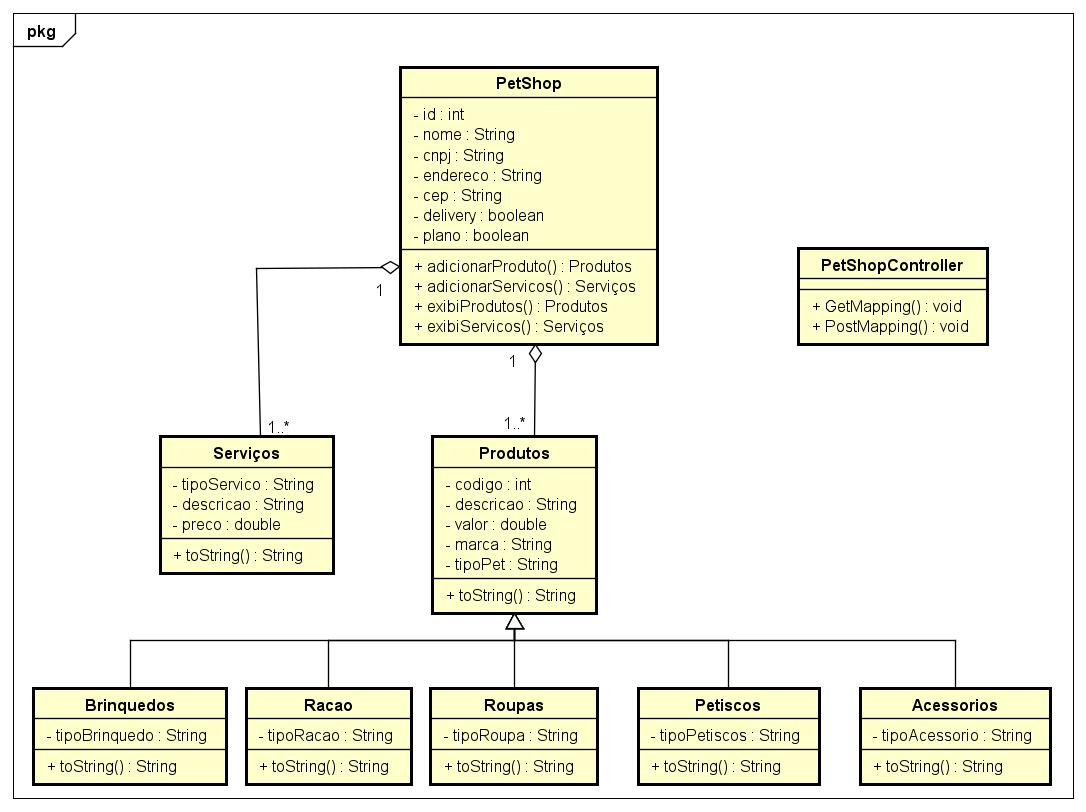 pkg
PetShop
- id : int
- nome : String
- cnpj : String
- endereco : String
- cep : String
- delivery : boolean
- plano : boolean
+ adicionarProduto() : Produtos
+ adicionarServicos() : Serviços
+ exibiProdutos() : Produtos
+ exibiServicos() : Serviços
PetShopController
+ GetMapping() : void
+ PostMapping() : void
1
1
1..*
1..*
Serviços
- tipoServico : String
- descricao : String
- preco : double
+ toString() : String
Produtos
- codigo : int
- descricao : String
- valor : double
- marca : String
- tipoPet : String
+ toString() : String
Brinquedos
- tipoBrinquedo : String
+ toString() : String
Racao
- tipoRacao : String
+ toString() : String
Roupas
- tipoRoupa : String
+ toString() : String
Petiscos
- tipoPetiscos : String
+ toString() : String
Acessorios
- tipoAcessorio : String
+ toString() : String